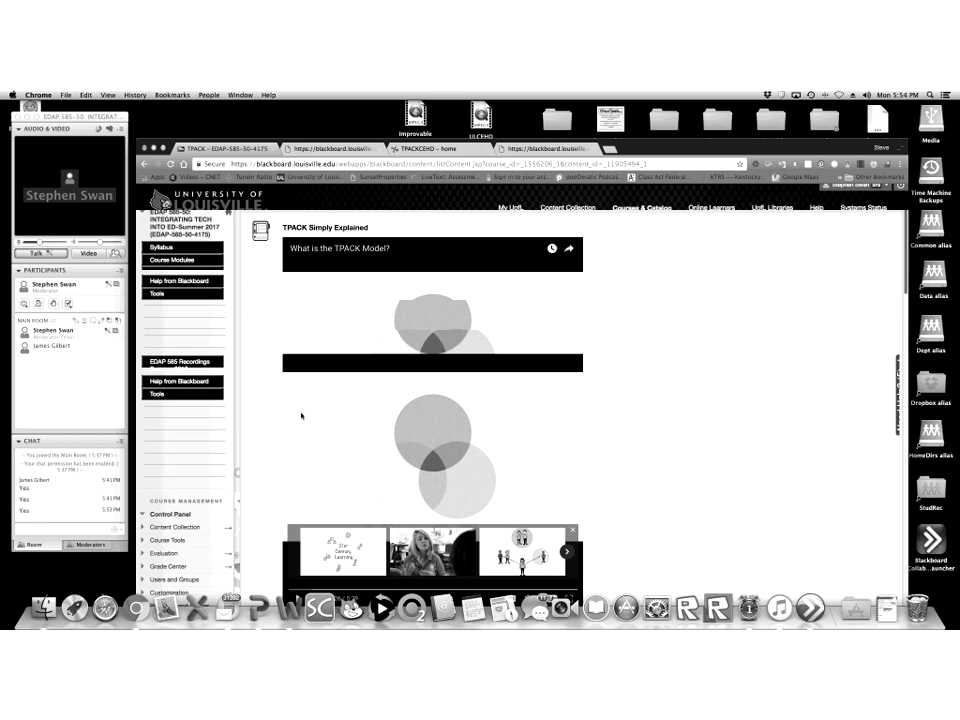 Chrome File Edit View History Bookmarks People Window Help Mon 5:54 PM
EDAP 585-50: INTEGRAT...
AUDIO & VIDEO
Stephen Swan
Talk Video
PARTICIPANTS
Stephen Swan
Moderator
MAIN ROOM
Stephen Swan
Moderator (You)
James Gilbert
CHAT
- You joined the Main Room. ( 5:37 PM ) -
- Your chat permission has been enabled. (
5:37 PM ) -
James Gilbert 5:41 PM
Yes
Yes 5:43 PM
Yes 5:53 PM
Room Moderators
Improvable
ULCEHD
TPACK - EDAP-585-50-4175
https://blackboard.louisville.
TPACKCEHD - home
https://blackboard.louisville.
Steve
Secure https://blackboard.louisville.edu/webapps/blackboard/content/listContent.jsp?course_id=_1556206_1&content_id=_11905494_1
Apps Videos - CNET TuneIn Radio University of Louis. SunsetProperties LiveText: Assessme... Sign in to your acc. podOmatic Podcas. Class Act Federal KTRS — Kentucky Google Maps Other Bookmarks
UNIVERSITY OF
LOUISVILLE
My UofL Content Collection Courses & Catalog Online Learners UofL Libraries Help Systems Status
EDAP 585-50:
INTEGRATING TECH
INTO ED-Summer 2017
(EDAP-585-50-4175)
Syllabus
Course Modules
Help from Blackboard
Tools
EDAP 585 Recordings
Help from Blackboard
Tools
COURSE MANAGEMENT
Control Panel
Content Collection
Course Tools
Evaluation
Grade Center
Users and Groups
Customization
TPACK Simply Explained
What is the TPACK Model?
21st
Century
Learning
Media
Time Machine
Backups
Common alias
Data alias
Dept alias
Dropbox alias
HomeDirs alias
StudRec
Blackboard
Collab...auncher